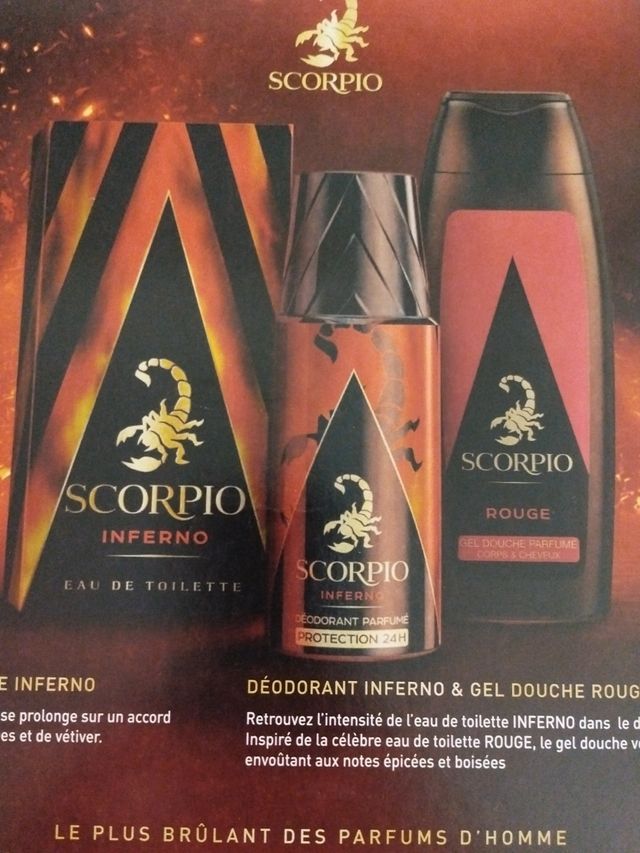 SCORPIO
SCORPIO
INFERNO
EAU DE TOILETTE
SCORPIO
INFERNO
DÉODORANT PARFUMÉ
PROTECTION 24H
SCORPIO
ROUGE
GEL DOUCHE PARFUMÉ
CORPS & CHEVEUX
E INFERNO
se prolonge sur un accord
es et de vétiver.
DÉODORANT INFERNO & GEL DOUCHE ROUG
Retrouvez l'intensité de l'eau de toilette INFERNO dans le d
Inspiré de la célèbre eau de toilette ROUGE, le gel douche v
envoûtant aux notes épicées et boisées
LE PLUS BRÛLANT DES PARFUMS D'HOMME